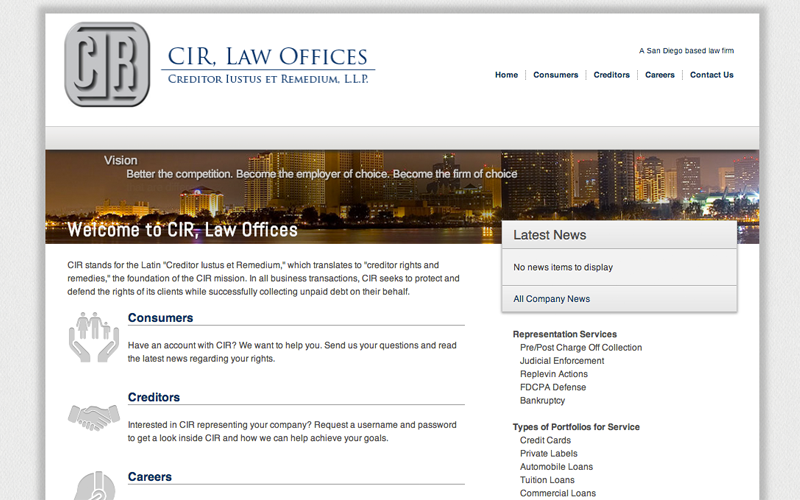 CIR
CIR, Law Offices
Creditor Iustus et Remedium, L.L.P.
A San Diego based law firm
Home
Consumers
Creditors
Careers
Contact Us
Vision
Better the competition. Become the employer of choice. Become the firm of choice
Welcome to CIR, Law Offices
CIR stands for the Latin "Creditor Iustus et Remedium," which translates to "creditor rights and
remedies," the foundation of the CIR mission. In all business transactions, CIR seeks to protect and
defend the rights of its clients while successfully collecting unpaid debt on their behalf.
Consumers
Have an account with CIR? We want to help you. Send us your questions and read
the latest news regarding your rights.
Creditors
Interested in CIR representing your company? Request a username and password
to get a look inside CIR and how we can help achieve your goals.
Careers
Latest News
No news items to display
All Company News
Representation Services
Pre/Post Charge Off Collection
Judicial Enforcement
Replevin Actions
FDCPA Defense
Bankruptcy
Types of Portfolios for Service
Credit Cards
Private Labels
Automobile Loans
Tuition Loans
Commercial Loans